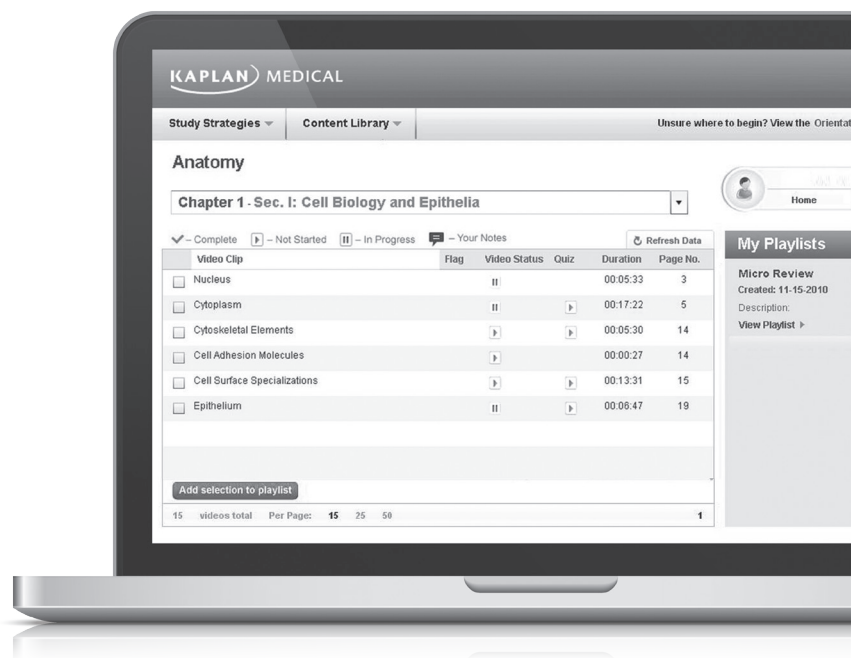 KAPLAN MEDICAL
Study Strategies Content Library Unsure where to begin? View the Orientat
Anatomy
Chapter 1 - Sec. I: Cell Biology and Epithelia
Home
– Complete – Not Started – In Progress – Your Notes Refresh Data
My Playlists
Video Clip Flag Video Status Quiz Duration Page No.
Micro Review
Created: 11-15-2010
Description:
View Playlist
Nucleus 00:05:33 3
Cytoplasm 00:17:22 5
Cytoskeletal Elements 00:05:30 14
Cell Adhesion Molecules 00:00:27 14
Cell Surface Specializations 00:13:31 15
Epithelium 00:06:47 19
Add selection to playlist
15 videos total Per Page: 15 25 50 1